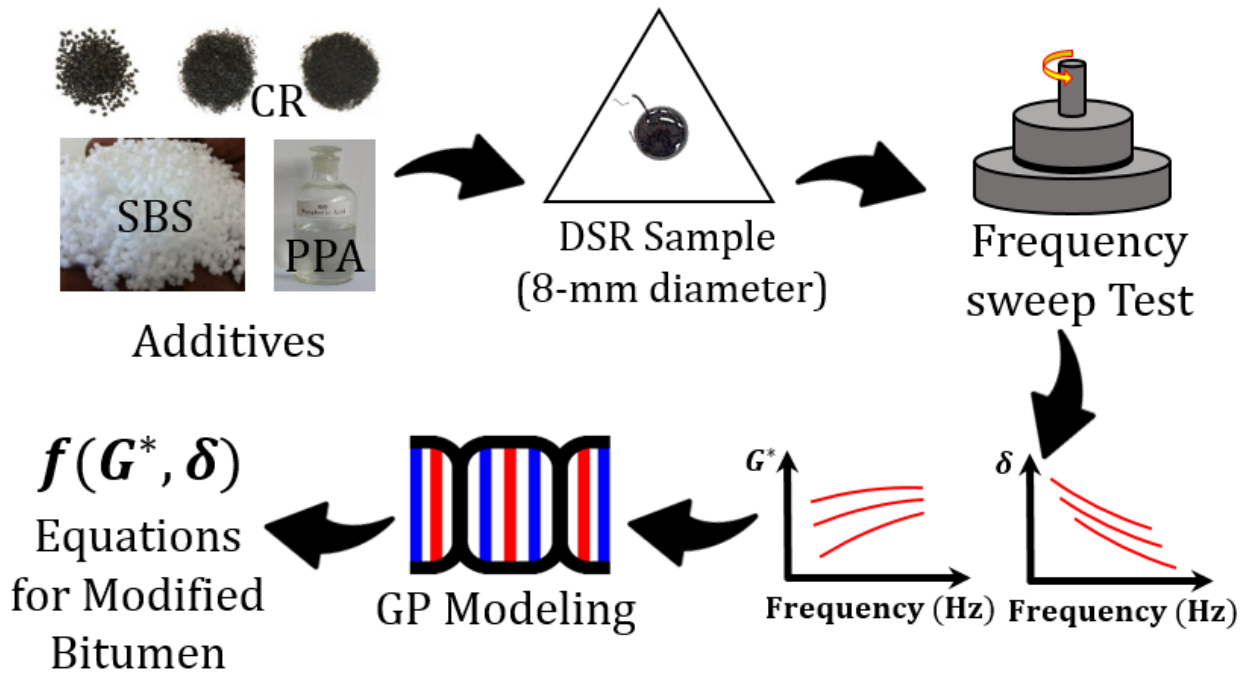 CR
SBS
PPA
Additives
DSR Sample
(8-mm diameter)
Frequency
sweep Test
G*
Frequency (Hz)
δ
Frequency (Hz)
GP Modeling
f(G*, δ)
Equations
for Modified
Bitumen